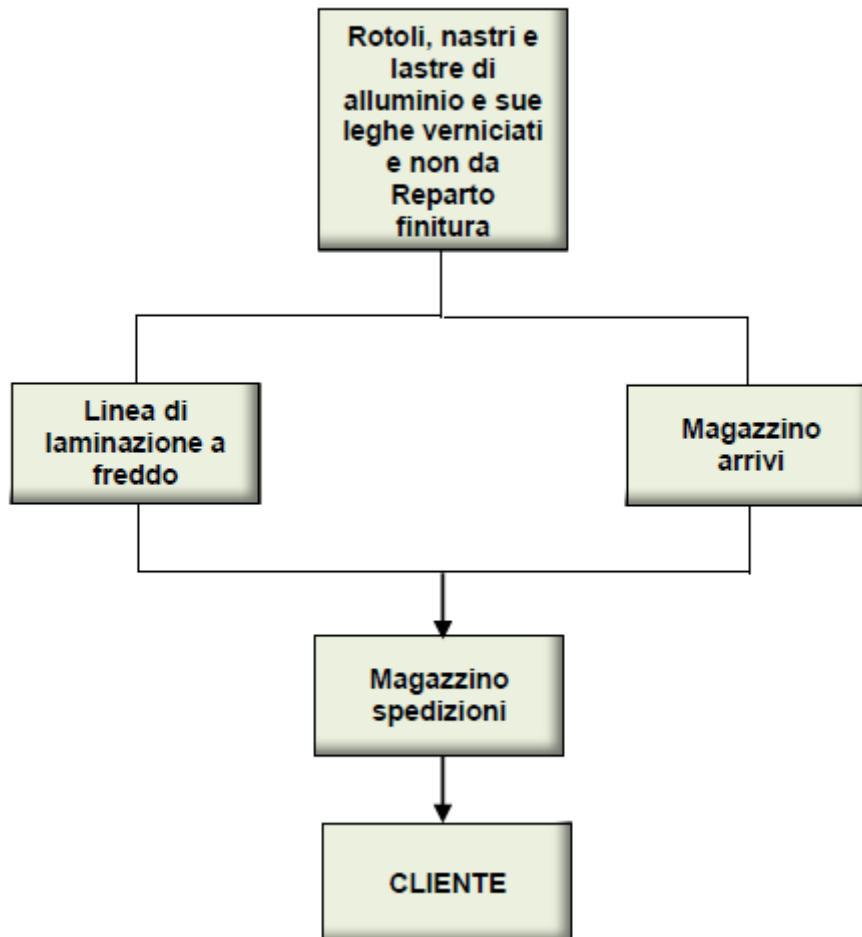 Rotoli, nastri e
lastre di
alluminio e sue
leghe verniciati
e non da
Reparto
finitura
Linea di
laminazione a
freddo
Magazzino
arrivi
Magazzino
spedizioni
CLIENTE